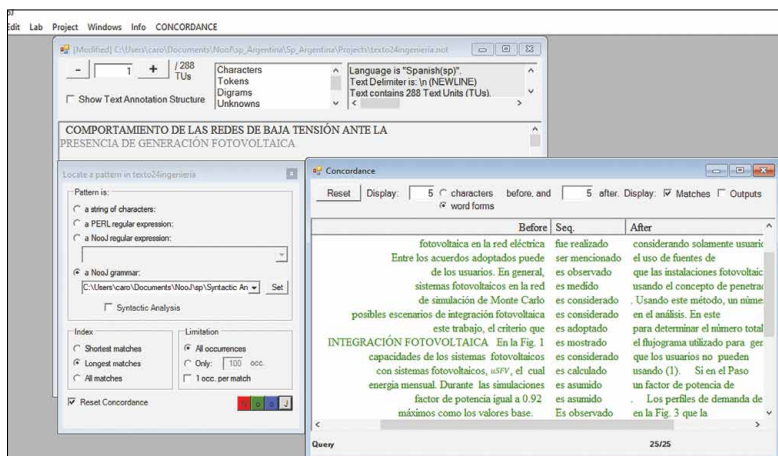 Edit Lab Project Windows Info CONCORDANCE
[Modified] C:\Users\caro\Documents\NooJ\sp_Argentina\Sp_Argentina\Projects\texto24ingenieria.not
- 1 + / 288 TUs
Show Text Annotation Structure
Characters
Tokens
Digrams
Unknowns
Language is "Spanish(sp)".
Text Delimiter is: \n (NEWLINE)
Text contains 288 Text Units (TUs).
COMPORTAMIENTO DE LAS REDES DE BAJA TENSIÓN ANTE LA
PRESENCIA DE GENERACIÓN FOTOVOLTAICA
Locate a pattern in texto24ingenieria
Pattern is:
a string of characters:
a PERL regular expression:
a NooJ regular expression:
a NooJ grammar:
C:\Users\caro\Documents\NooJ\sp\Syntactic An Set
Syntactic Analysis
Index
Shortest matches
Longest matches
All matches
Limitation
All occurrences
Only: 100 occ.
1 occ. per match
Reset Concordance
Concordance
Reset Display: 5 characters before, and 5 after. Display: Matches Outputs
word forms
Before Seq. After
fotovoltaica en la red eléctrica fue realizado considerando solamente usuaric
Entre los acuerdos adoptados puede ser mencionado el uso de fuentes de
de los usuarios. En general, es observado que las instalaciones fotovoltaic
sistemas fotovoltaicos en la red es medido usando el concepto de penetrac
de simulación de Monte Carlo es considerado . Usando este método, un núme
posibles escenarios de integración fotovoltaica es considerado en el análisis. En este
este trabajo, el criterio que es adoptado para determinar el número total
INTEGRACIÓN FOTOVOLTAICA En la Fig. 1 es mostrado el flujograma utilizado para gen
capacidades de los sistemas fotovoltaicos es considerado que los usuarios no pueden
con sistemas fotovoltaicos, uSFV, el cual es calculado usando (1). Si en el Paso
energia mensual. Durante las simulaciones es asumido un factor de potencia de
factor de potencia igual a 0.92 es asumido . Los perfiles de demanda de
máximos como los valores base. Es observado en la Fig. 3 que la
Query 25/25